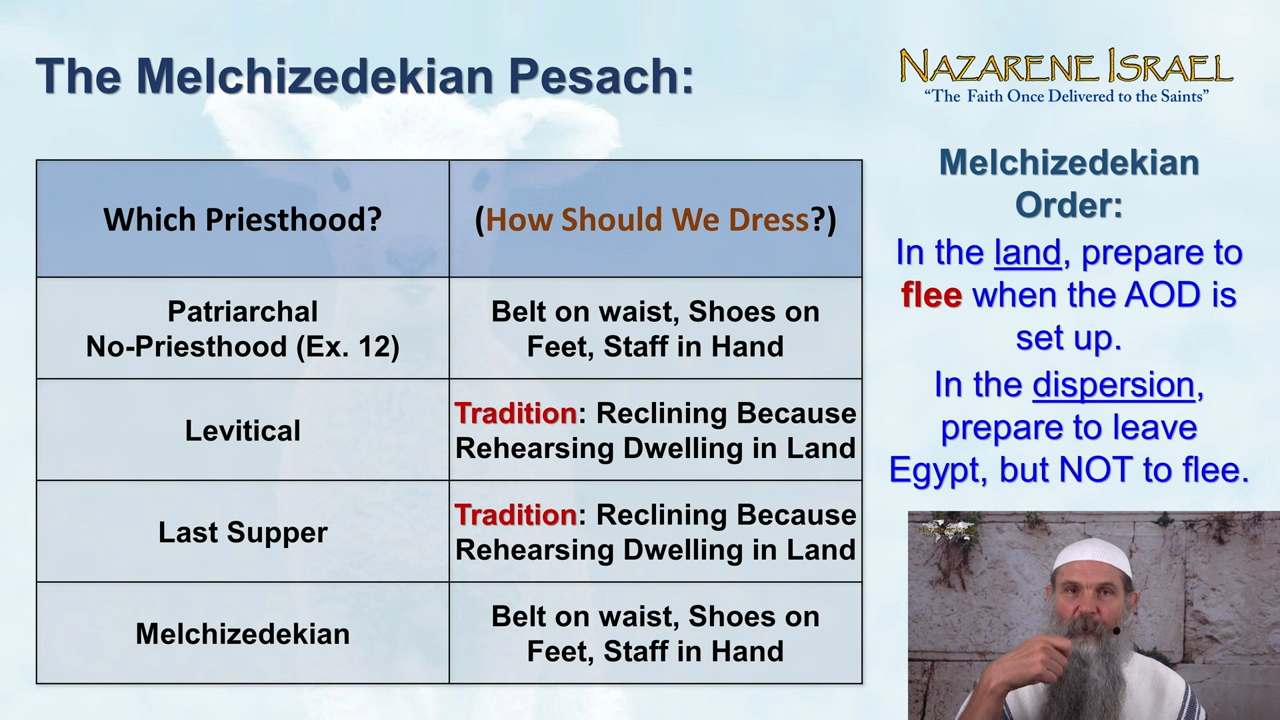 The Melchizedekian Pesach:
NAZARENE ISRAEL
“The Faith Once Delivered to the Saints”
Which Priesthood?
(How Should We Dress?)
Patriarchal
No-Priesthood (Ex. 12)
Belt on waist, Shoes on
Feet, Staff in Hand
Levitical
Tradition: Reclining Because
Rehearsing Dwelling in Land
Last Supper
Tradition: Reclining Because
Rehearsing Dwelling in Land
Melchizedekian
Belt on waist, Shoes on
Feet, Staff in Hand
Melchizedekian
Order:
In the land, prepare to
flee when the AOD is
set up.
In the dispersion,
prepare to leave
Egypt, but NOT to flee.